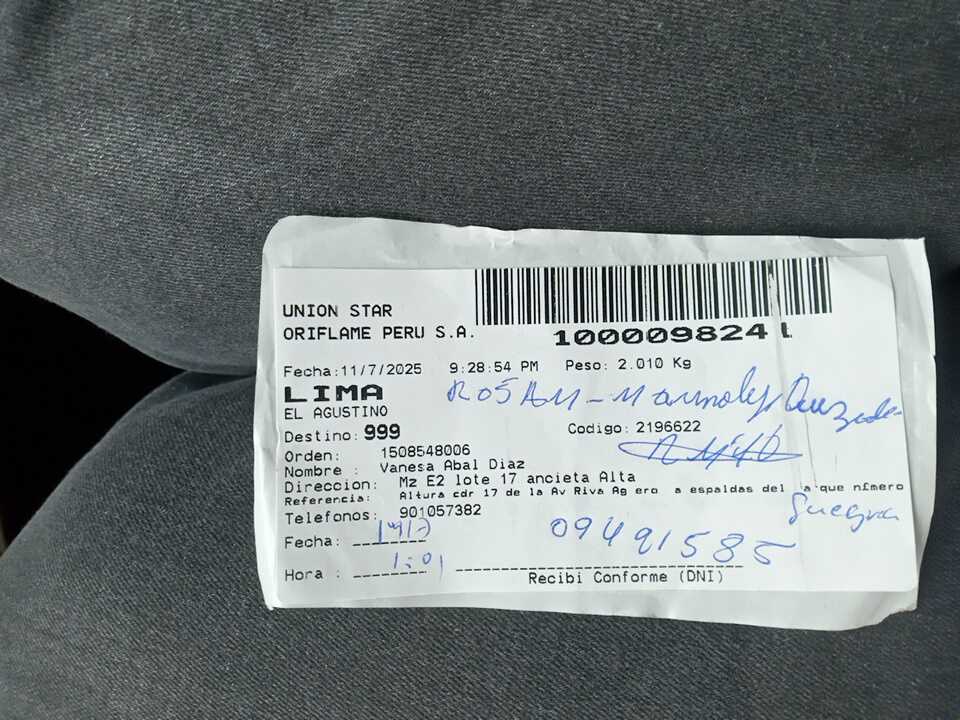 UNION STAR
ORIFLAME PERU S.A.
1000098241
Fecha:11/7/2025 9:28:54 PM Peso: 2.010 Kg
LIMA
EL AGUSTINO
Destino: 999 Codigo: 2196622
Orden: 1508548006
Nombre : Vanesa Abal Diaz
Direccion: Mz E2 lote 17 ancieta Alta
Referencia: Altura cdr 17 de la Av Riva Ag ero a espaldas del que número
Telefonos: 901057382
Suegra
Fecha:
09491585
Hora : 1:01
Recibi Conforme (DNI)